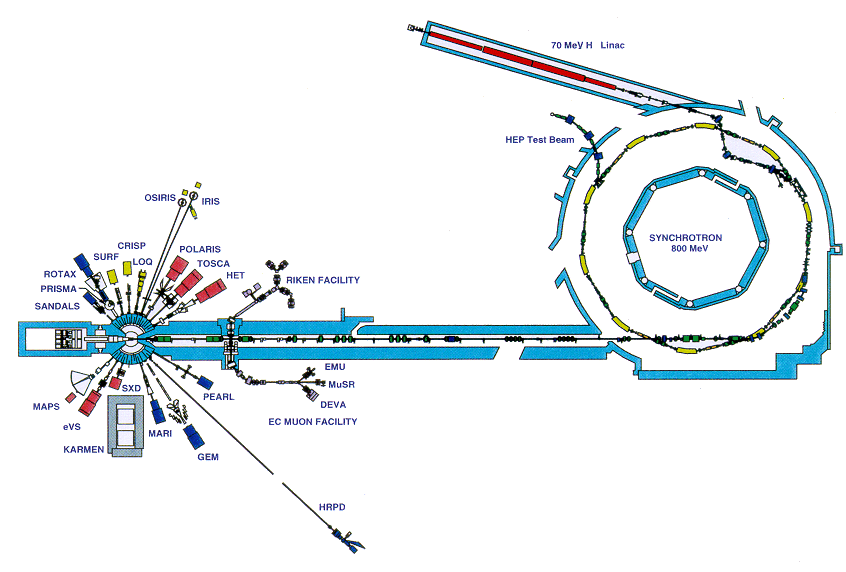 70 MeV H Linac
HEP Test Beam
OSIRIS
IRIS
SYNCHROTRON
800 MeV
CRISP
SURF
LOQ
POLARIS
TOSCA
HET
ROTAX
PRISMA
SANDALS
RIKEN FACILITY
EMU
MuSR
DEVA
EC MUON FACILITY
PEARL
SXD
MAPS
eVS
MARI
KARMEN
GEM
HRPD